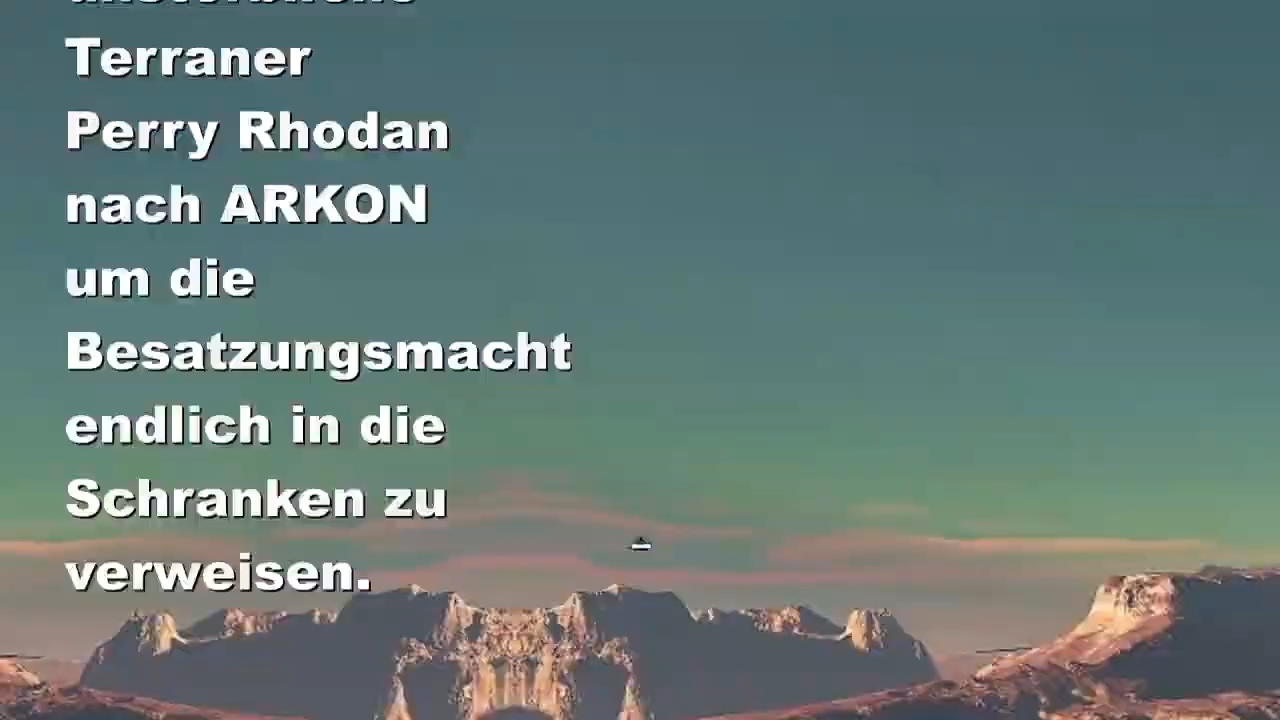 Terraner
Perry Rhodan
nach ARKON
um die
Besatzungsmacht
endlich in die
Schranken zu
verweisen.